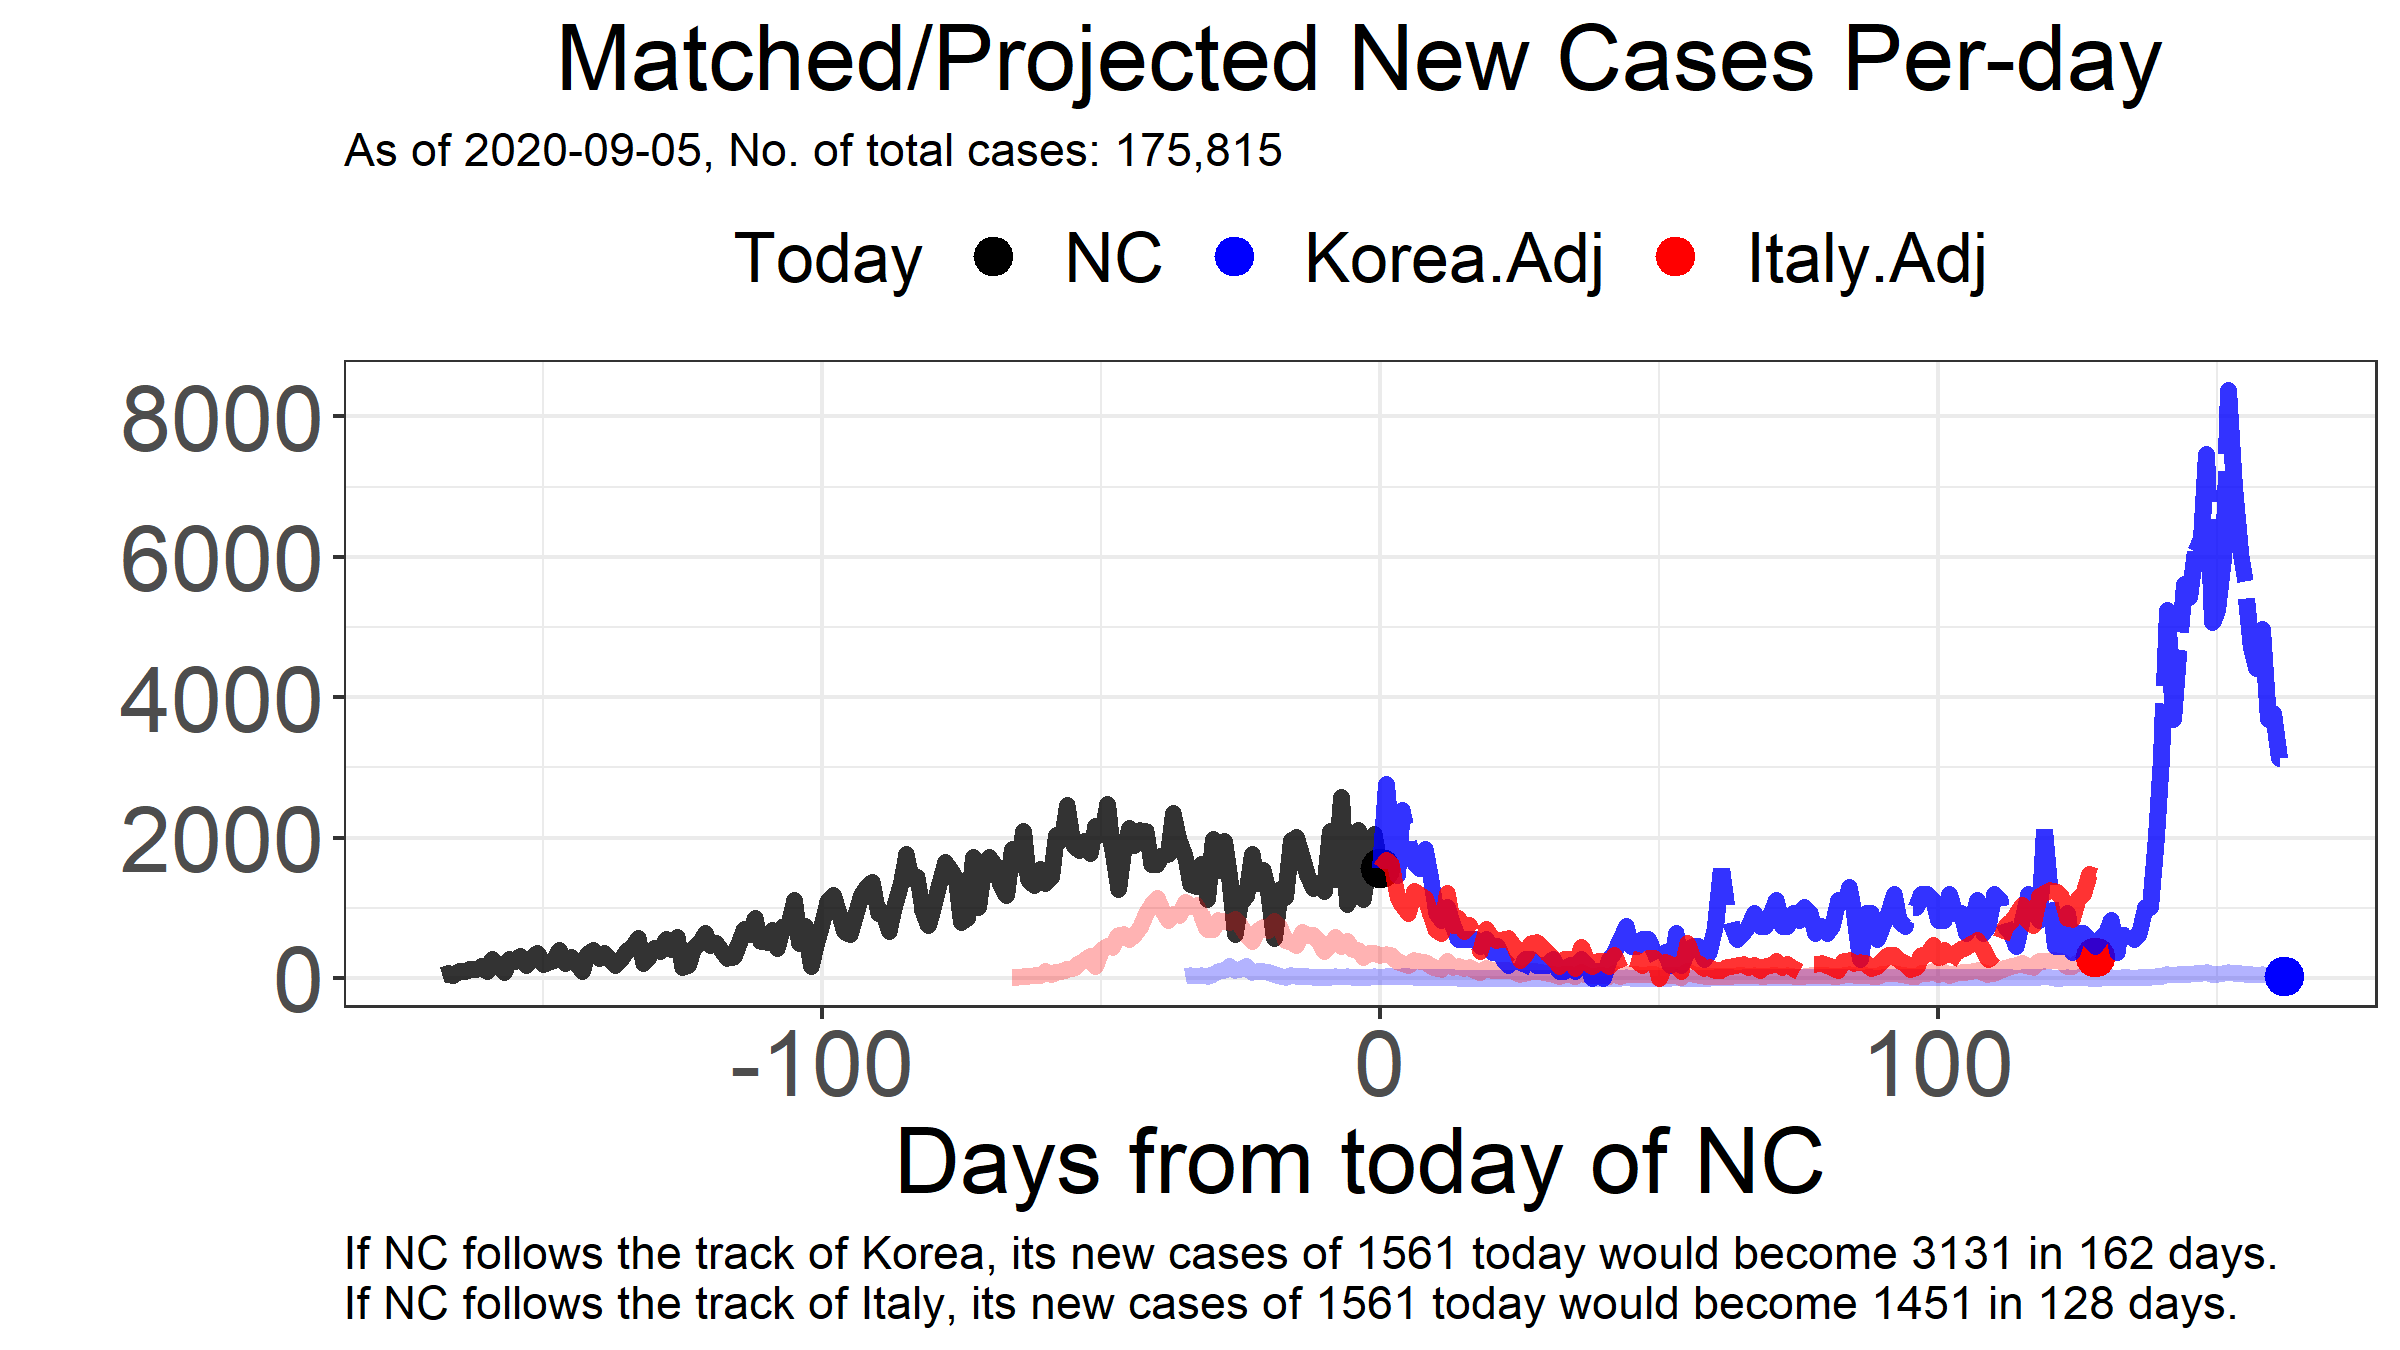 Matched/Projected New Cases Per-day
As of 2020-09-05, No. of total cases: 175,815
Today NC Korea.Adj Italy.Adj
8000
6000
4000
2000
0
-100 0 100
Days from today of NC
If NC follows the track of Korea, its new cases of 1561 today would become 3131 in 162 days.
If NC follows the track of Italy, its new cases of 1561 today would become 1451 in 128 days.